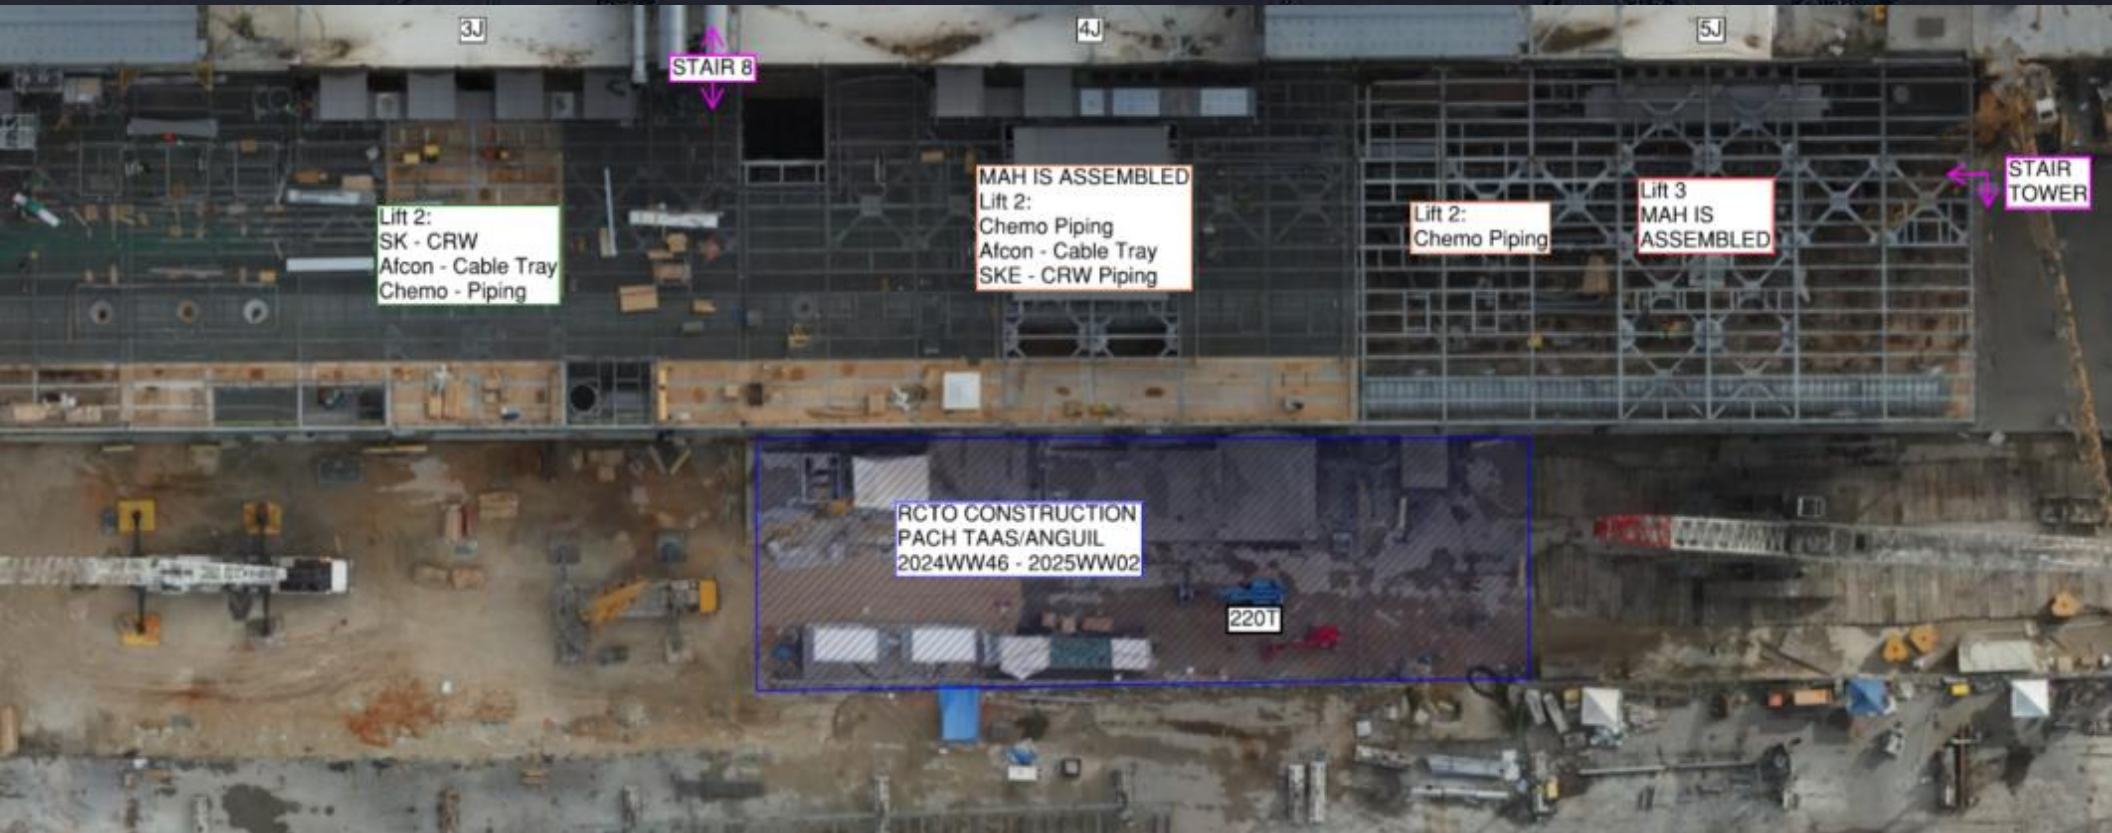 3J
4J
5J
STAIR 8
STAIR
TOWER
Lift 2:
SK - CRW
Afcon - Cable Tray
Chemo - Piping
MAH IS ASSEMBLED
Lift 2:
Chemo Piping
Afcon - Cable Tray
SKE - CRW Piping
Lift 2:
Chemo Piping
Lift 3
MAH IS
ASSEMBLED
RCTO CONSTRUCTION
PACH TAAS/ANGUIL
2024WW46 - 2025WW02
220T